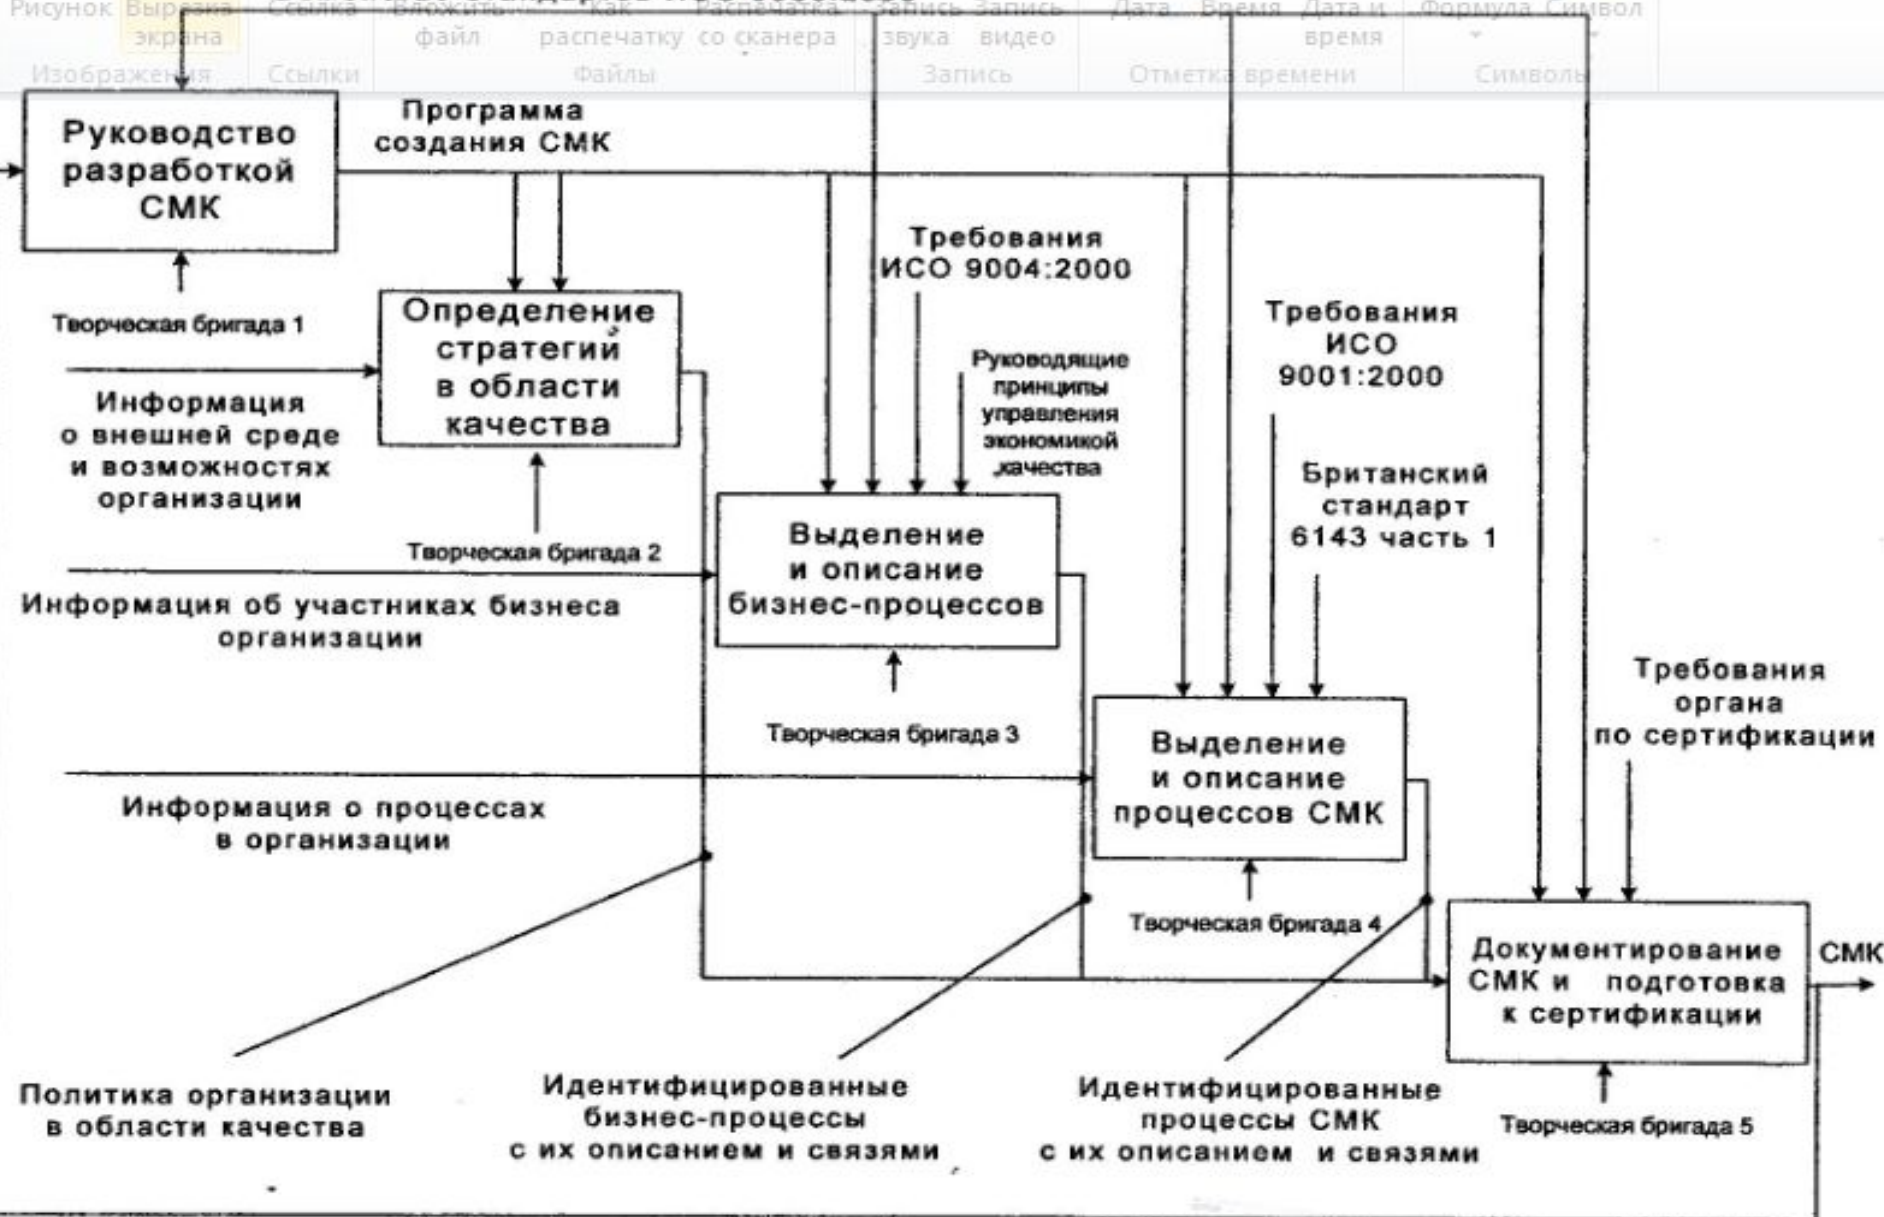 Рисунок Вырезка экрана
Ссылка
Вложить файл
как распечатку
Распечатка со сканера
Запись звука
Запись видео
Дата
Время
Дата и время
Формула
Символ
Изображения
Ссылки
Файлы
Запись
Отметка времени
Символы
Руководство
разработкой
СМК
Программа
создания СМК
Творческая бригада 1
Определение
стратегий
в области
качества
Информация
о внешней среде
и возможностях
организации
Творческая бригада 2
Требования
ИСО 9004:2000
Руководящие
принципы
управления
экономикой
качества
Требования
ИСО
9001:2000
Британский
стандарт
6143 часть 1
Выделение
и описание
бизнес-процессов
Информация об участниках бизнеса
организации
Творческая бригада 3
Требования
органа
по сертификации
Выделение
и описание
процессов СМК
Информация о процессах
в организации
Творческая бригада 4
Документирование
СМК и подготовка
к сертификации
СМК
Творческая бригада 5
Политика организации
в области качества
Идентифицированные
бизнес-процессы
с их описанием и связями
Идентифицированные
процессы СМК
с их описанием и связями